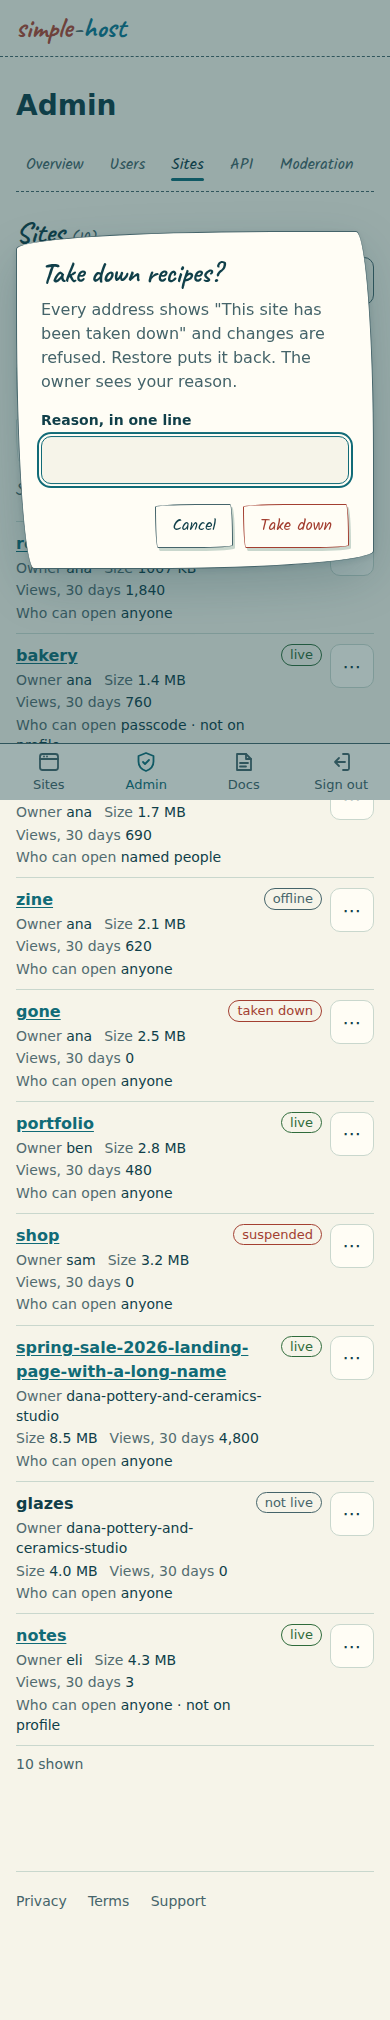 simple-host
Admin
Overview Users Sites API Moderation
Sites
Take down recipes?
Every address shows "This site has
been taken down" and changes are
refused. Restore puts it back. The
owner sees your reason.
Reason, in one line
Cancel Take down
Views, 30 days 1,840
Who can open anyone
bakery live ...
Owner ana Size 1.4 MB
Views, 30 days 760
Who can open passcode · not on
profile
Sites Admin Docs Sign out
Owner ana Size 1.7 MB
Views, 30 days 690
Who can open named people
zine offline ...
Owner ana Size 2.1 MB
Views, 30 days 620
Who can open anyone
gone taken down ...
Owner ana Size 2.5 MB
Views, 30 days 0
Who can open anyone
portfolio live ...
Owner ben Size 2.8 MB
Views, 30 days 480
Who can open anyone
shop suspended ...
Owner sam Size 3.2 MB
Views, 30 days 0
Who can open anyone
spring-sale-2026-landing- live ...
page-with-a-long-name
Owner dana-pottery-and-ceramics-
studio
Size 8.5 MB Views, 30 days 4,800
Who can open anyone
glazes not live ...
Owner dana-pottery-and-
ceramics-studio
Size 4.0 MB Views, 30 days 0
Who can open anyone
notes live ...
Owner eli Size 4.3 MB
Views, 30 days 3
Who can open anyone · not on
profile
10 shown
Privacy Terms Support